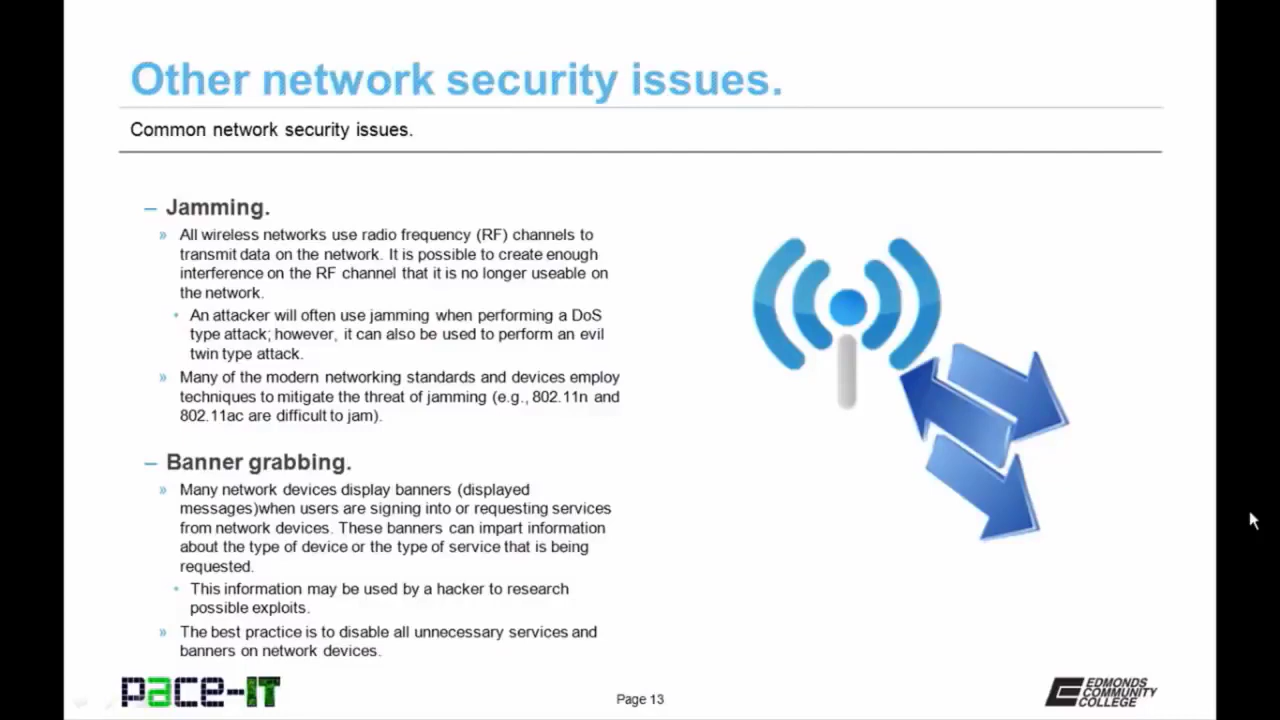 Other network security issues.
Common network security issues.
– Jamming.
» All wireless networks use radio frequency (RF) channels to
transmit data on the network. It is possible to create enough
interference on the RF channel that it is no longer useable on
the network.
• An attacker will often use jamming when performing a DoS
type attack; however, it can also be used to perform an evil
twin type attack.
» Many of the modern networking standards and devices employ
techniques to mitigate the threat of jamming (e.g., 802.11n and
802.11ac are difficult to jam).
– Banner grabbing.
» Many network devices display banners (displayed
messages)when users are signing into or requesting services
from network devices. These banners can impart information
about the type of device or the type of service that is being
requested.
• This information may be used by a hacker to research
possible exploits.
» The best practice is to disable all unnecessary services and
banners on network devices.
pace-IT
Page 13
EDMONDS
COMMUNITY
COLLEGE